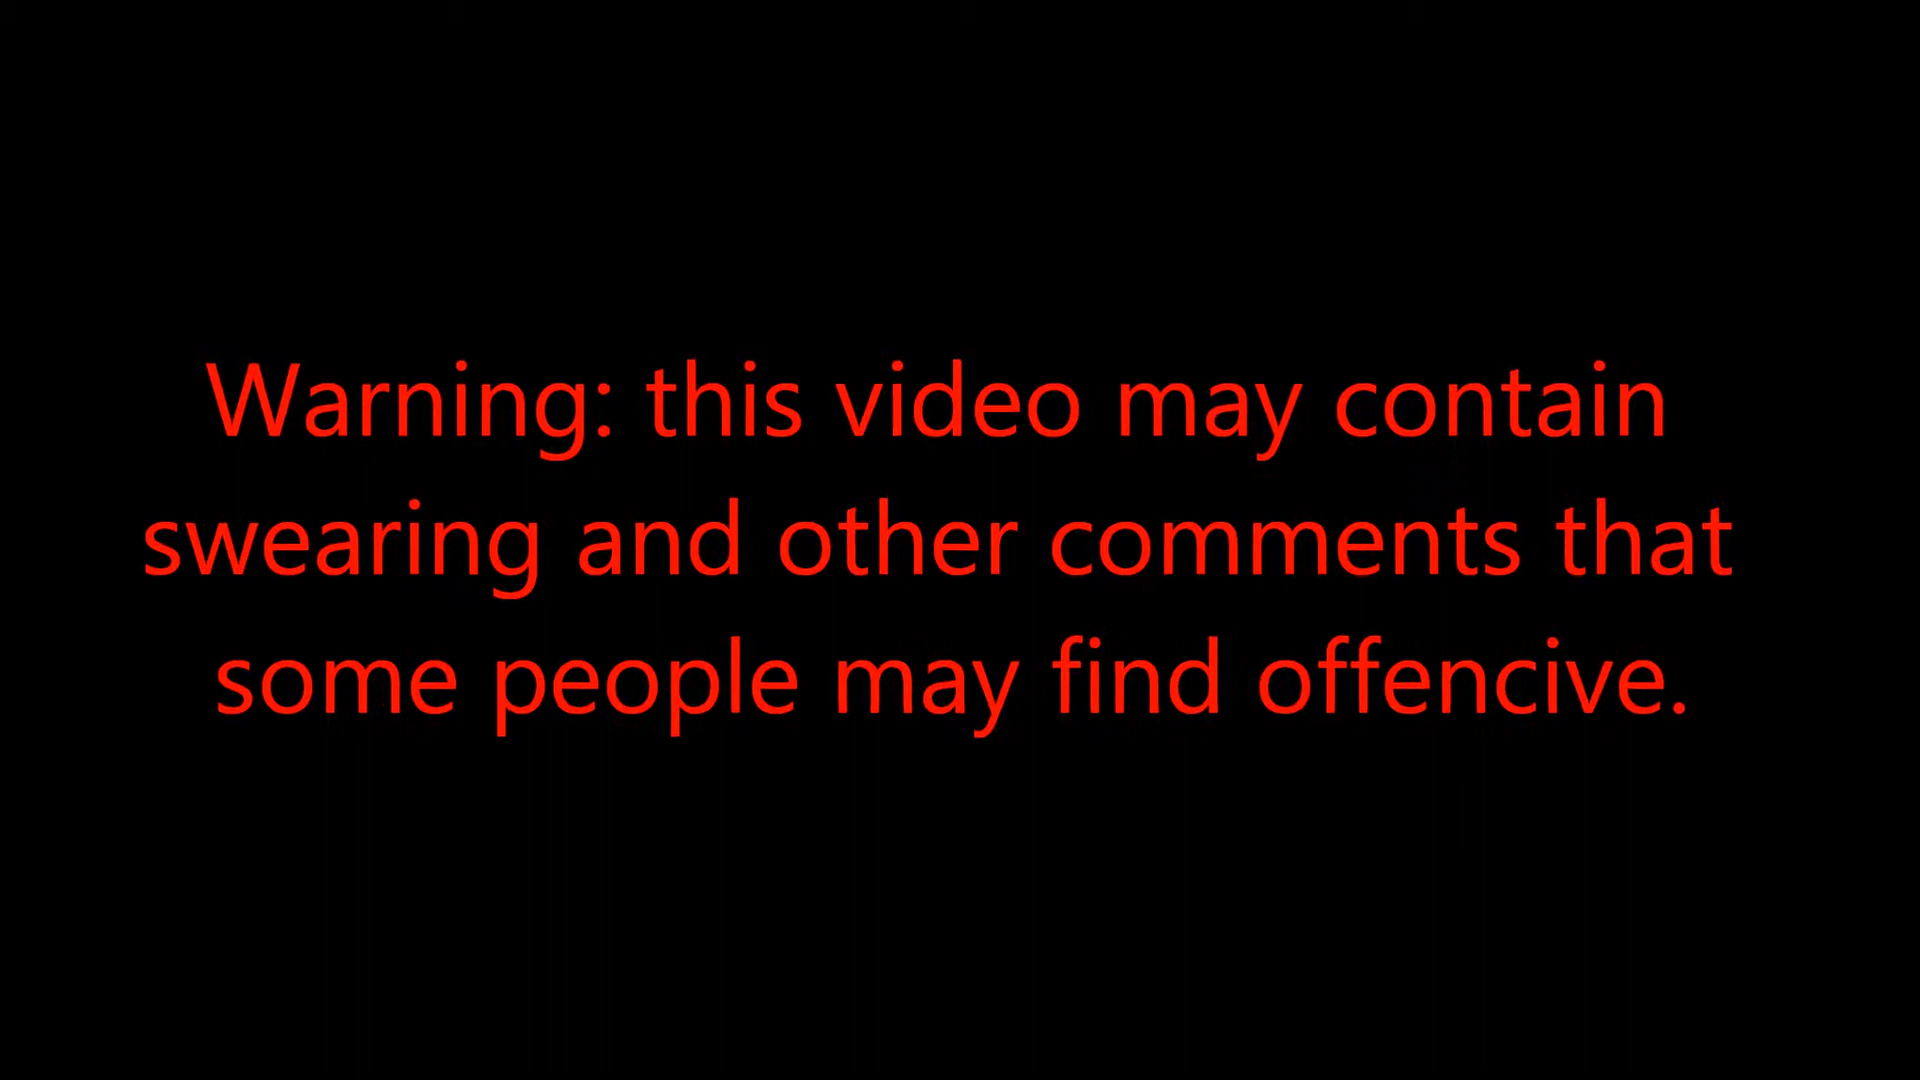 Warning: this video may contain
swearing and other comments that
some people may find offencive.